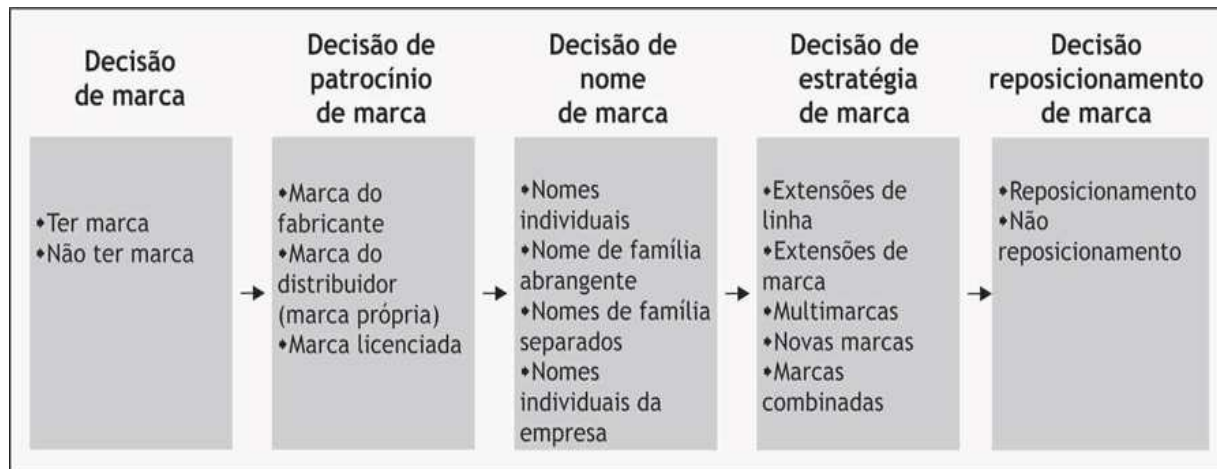 Decisão
de marca
Decisão de
patrocínio
de marca
Decisão de
nome
de marca
Decisão de
estratégia
de marca
Decisão
reposicionamento
de marca
•Ter marca
•Não ter marca
•Marca do
fabricante
•Marca do
distribuidor
(marca própria)
•Marca licenciada
•Nomes
individuais
•Nome de família
abrangente
•Nomes de família
separados
•Nomes
individuais da
empresa
•Extensões de
linha
•Extensões de
marca
•Multimarcas
•Novas marcas
•Marcas
combinadas
•Reposicionamento
•Não
reposicionamento